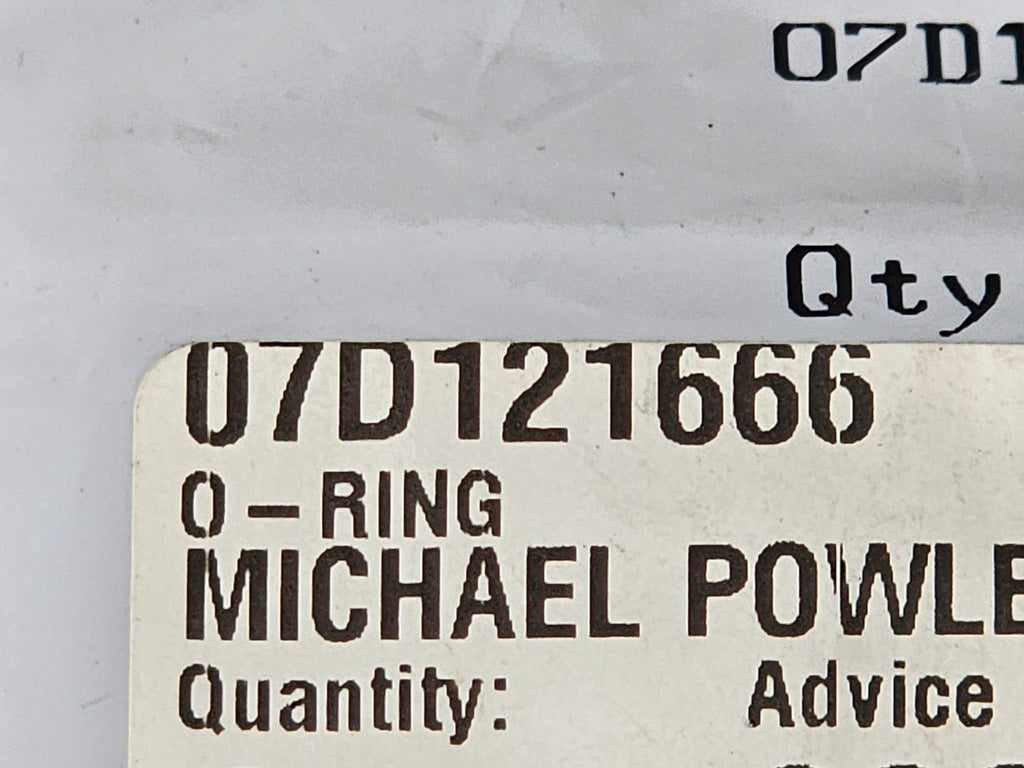 07D1
Qty
07D121666
O-RING
MICHAEL POWLE
Quantity: Advice